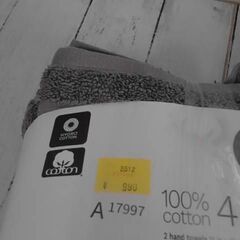 HYDRO
COTTON
cotton
2512
¥ 990
A 17997
100%
cotton
4
2 hand towels